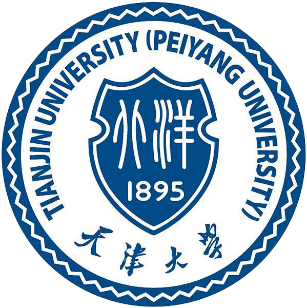 TIANJIN UNIVERSITY (PEIYANG UNIVERSITY)
北洋
1895
天津大學